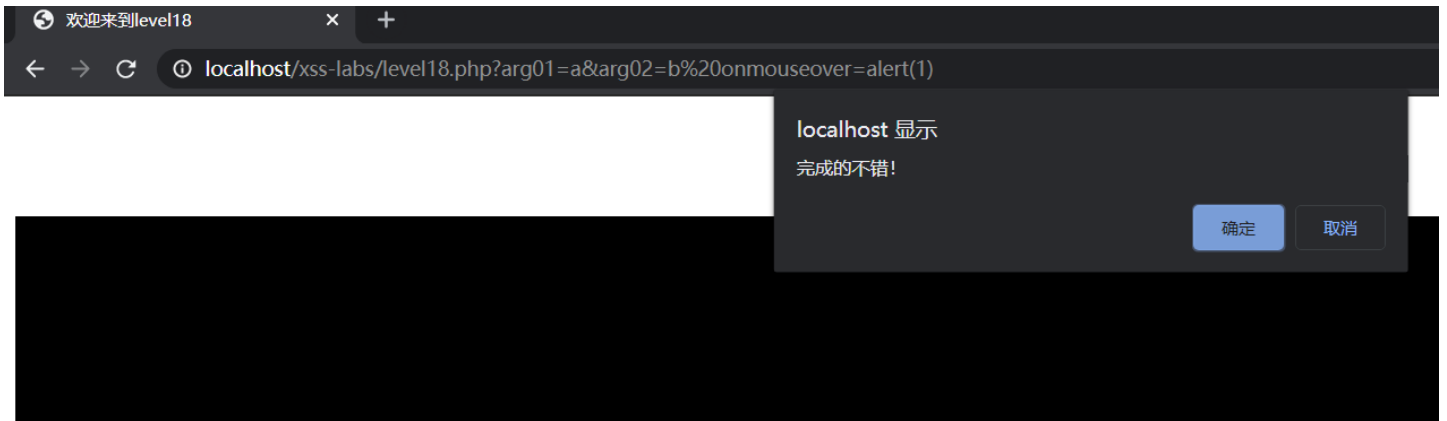 欢迎来到level18
localhost/xss-labs/level18.php?arg01=a&arg02=b%20onmouseover=alert(1)
localhost 显示
完成的不错!
确定 取消